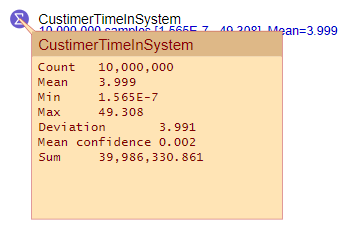 CustimerTimeInSystem
10,000,000 samples [1.565E-7...49.308]. Mean=3.999
CustimerTimeInSystem
Count 10,000,000
Mean 3.999
Min 1.565E-7
Max 49.308
Deviation 3.991
Mean confidence 0.002
Sum 39,986,330.861